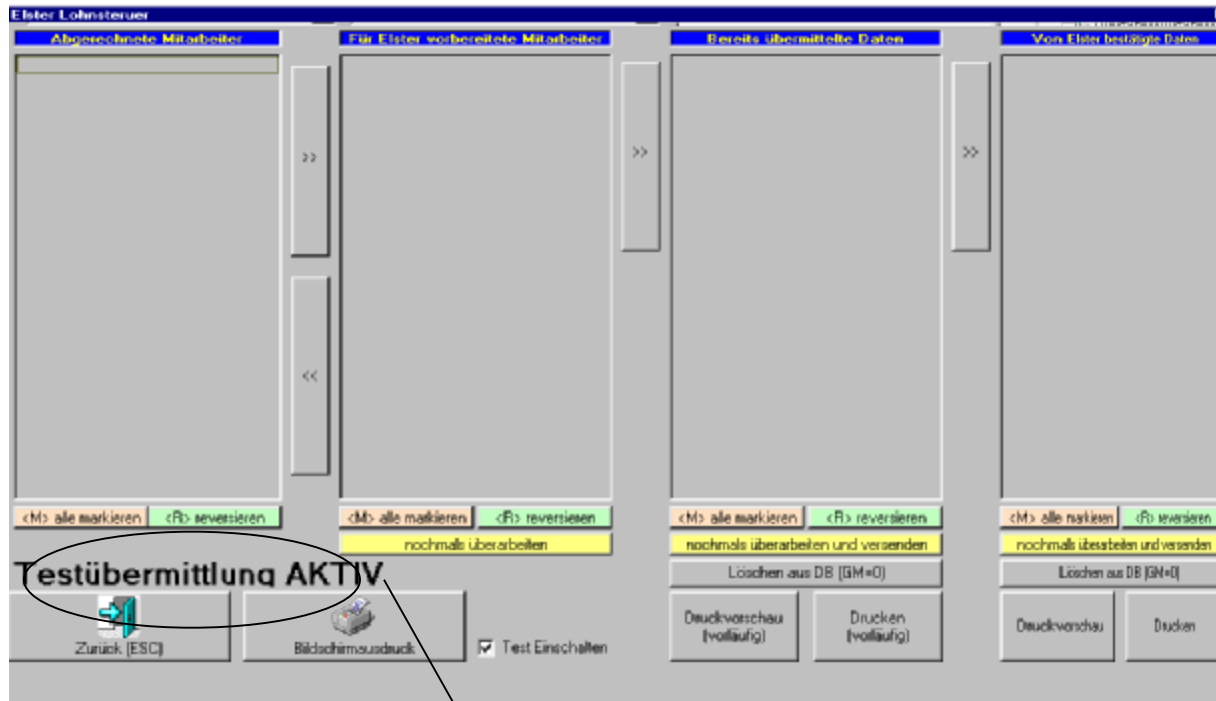 Elster Lohnsteruer
Abgerechnete Mitarbeiter
Für Elster vorbereitete Mitarbeiter
Bereits übermittelte Daten
Von Elster bestätigte Daten
>>
>>
>>
<<
<M> alle markieren <R> reversieren
<M> alle markieren <R> reversieren
<M> alle markieren <R> reversieren
<M> alle markieren <R> reversieren
nochmals überarbeiten
nochmals überarbeiten und versenden
nochmals überarbeiten und versenden
Testübermittlung AKTIV
Löschen aus DB (GM=0)
Löschen aus DB (GM=0)
Zurück (ESC)
Bildschirmausdruck
Test Einschalten
Druckvorschau
(vorläufig)
Drucken
(vorläufig)
Druckvorschau
Drucken